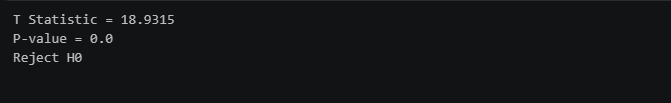 T Statistic = 18.9315
P-value = 0.0
Reject H0